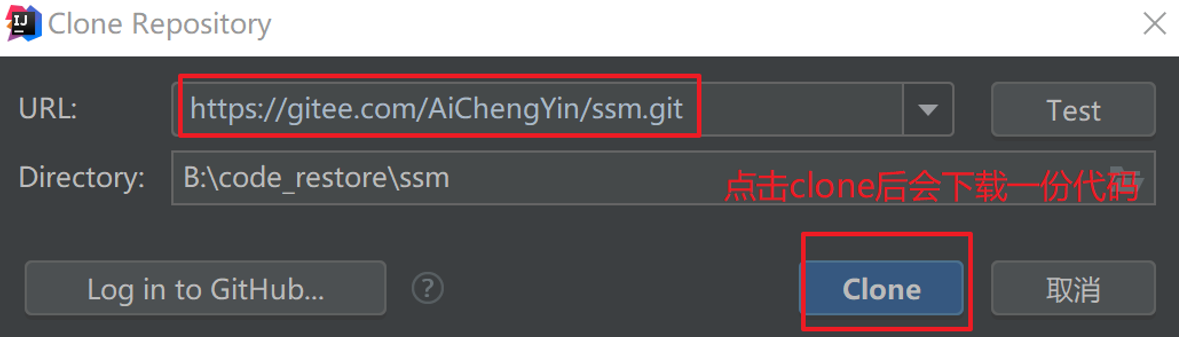 IJ
Clone Repository
URL:
https://gitee.com/AiChengYin/ssm.git
Test
Directory:
B:\code_restore\ssm
点击clone后会下载一份代码
Log in to GitHub...
?
Clone
取消